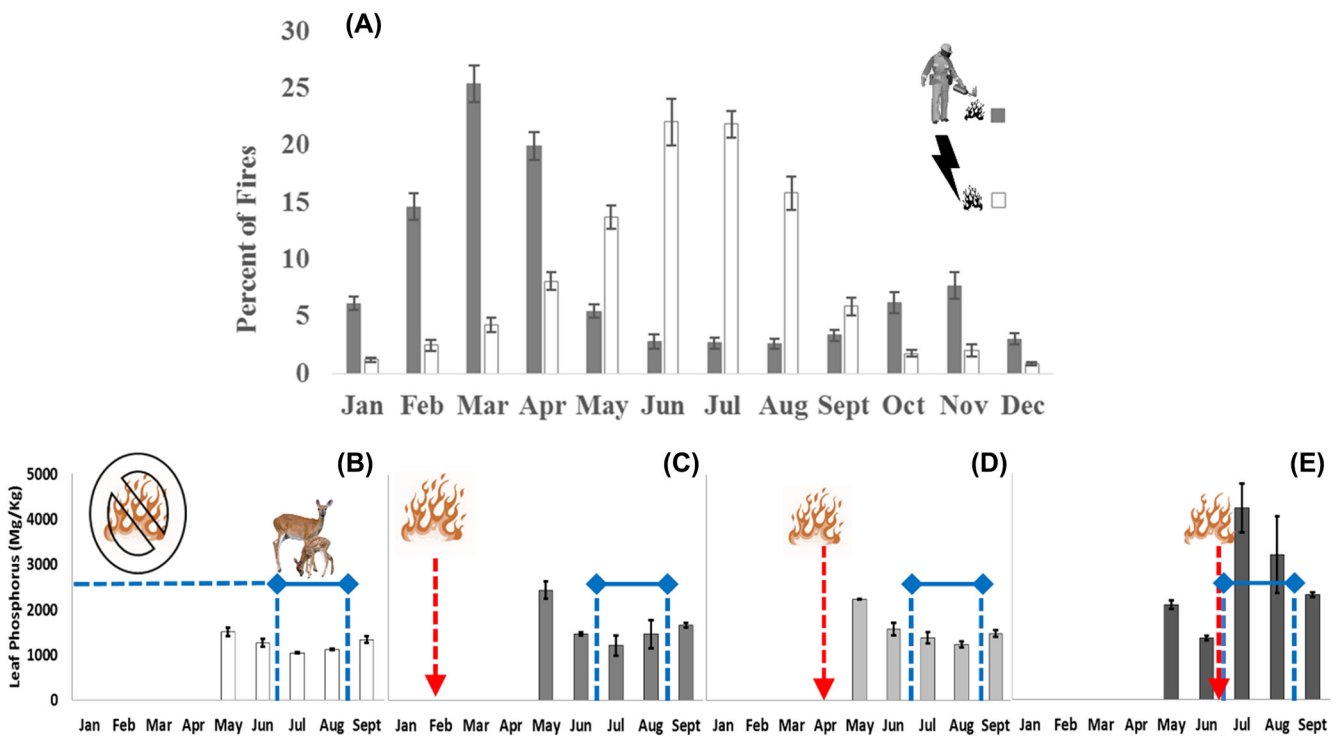 (A)
30
25
20
15
10
5
0
Percent of Fires
Jan Feb Mar Apr May Jun Jul Aug Sept Oct Nov Dec
(B) (C) (D) (E)
5000
4000
3000
2000
1000
0
Leaf Phosphorus (Mg/Kg)
Jan Feb Mar Apr May Jun Jul Aug Sept Jan Feb Mar Apr May Jun Jul Aug Sept Jan Feb Mar Apr May Jun Jul Aug Sept Jan Feb Mar Apr May Jun Jul Aug Sept